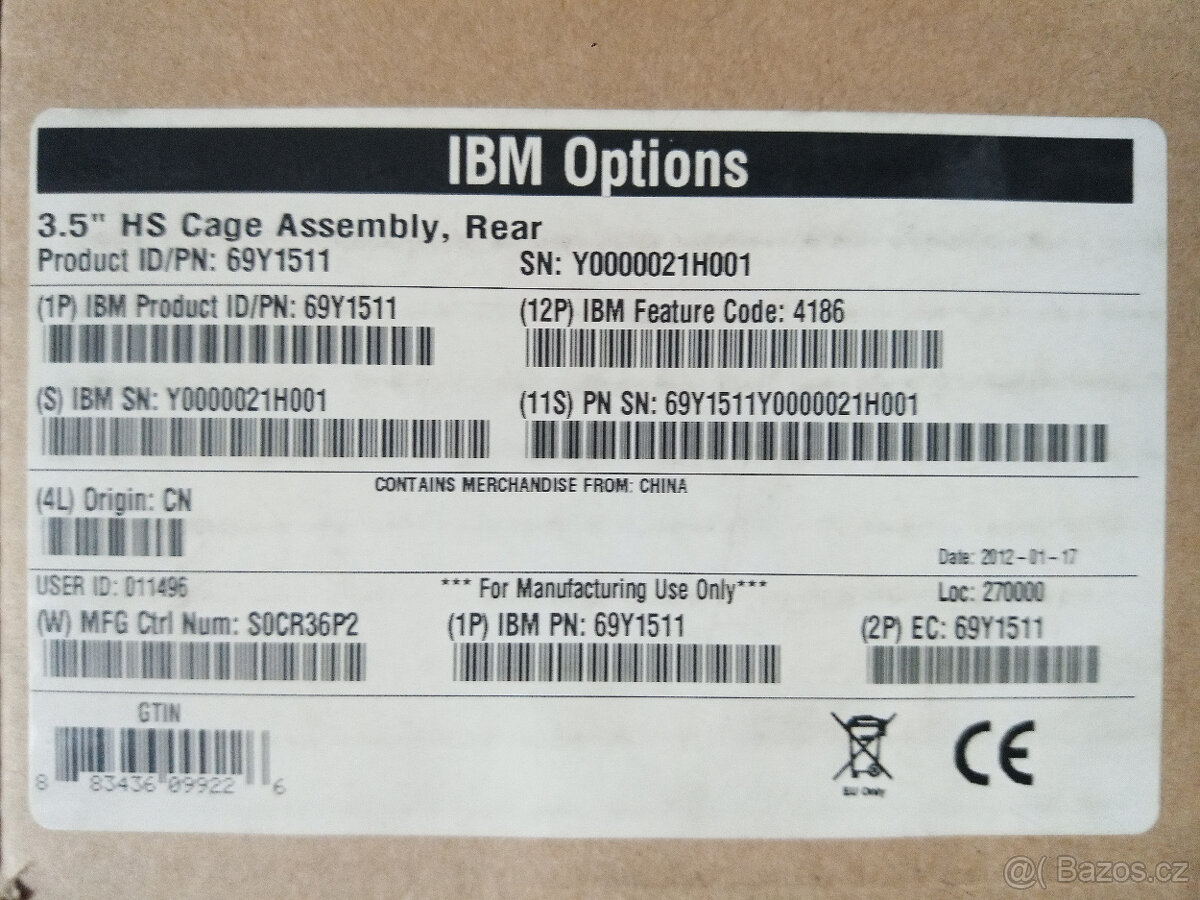 IBM Options
3.5" HS Cage Assembly, Rear
Product ID/PN: 69Y1511
SN: Y0000021H001
(1P) IBM Product ID/PN: 69Y1511
(12P) IBM Feature Code: 4186
(S) IBM SN: Y0000021H001
(11S) PN SN: 69Y1511Y0000021H001
CONTAINS MERCHANDISE FROM: CHINA
(4L) Origin: CN
Date: 2012-01-17
USER ID: 011496
*** For Manufacturing Use Only***
Loc: 270000
(W) MFG Ctrl Num: S0CR36P2
(1P) IBM PN: 69Y1511
(2P) EC: 69Y1511
GTIN
8 83436 09922 6
EU Only
CE
@( Bazos.cz